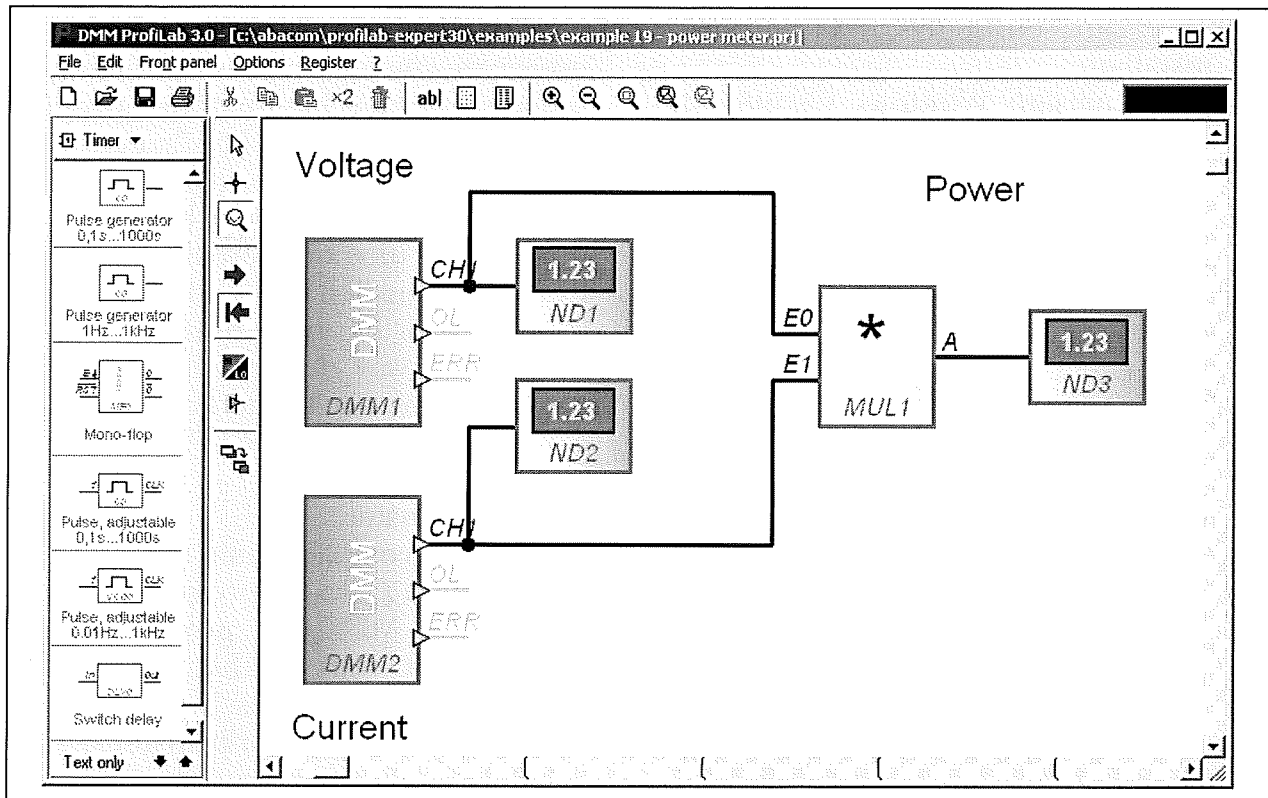 DMM ProfiLab 3.0 - [c:\abacom\profilab-expert30\examples\example 19 - power meter.prj]
File Edit Front panel Options Register ?
×2 ab|
Timer
Pulse generator
0,1s...1000s
Pulse generator
1Hz...1kHz
Mono-flop
Pulse, adjustable
0,1s...1000s
Pulse, adjustable
0.01Hz...1kHz
Switch delay
Text only
Voltage
Power
DMM
CH1
OL
ERR
DMM1
1.23
ND1
1.23
ND2
E0
E1
*
MUL1
A
1.23
ND3
DMM
CH1
OL
ERR
DMM2
Current